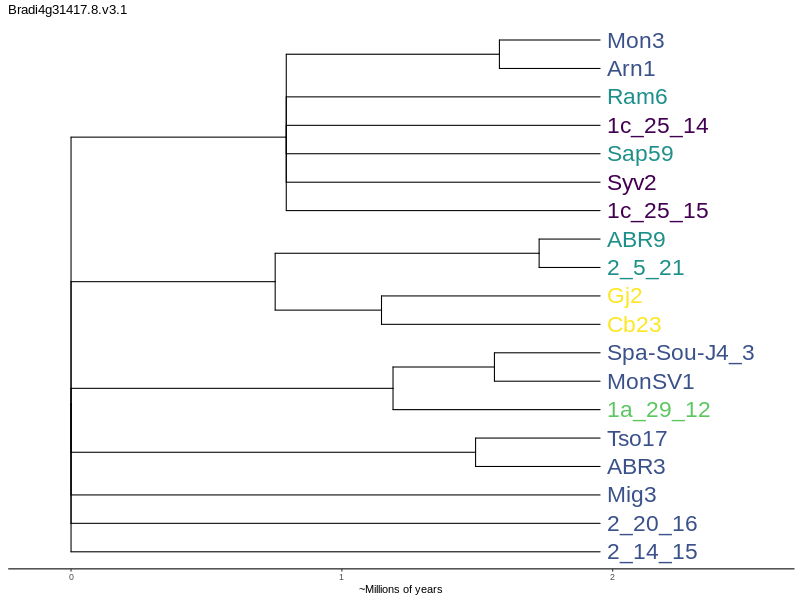 Bradi4g31417.8.v3.1
Mon3
Arn1
Ram6
1c_25_14
Sap59
Syv2
1c_25_15
ABR9
2_5_21
Gj2
Cb23
Spa-Sou-J4_3
MonSV1
1a_29_12
Tso17
ABR3
Mig3
2_20_16
2_14_15
0 1 2
~Millions of years